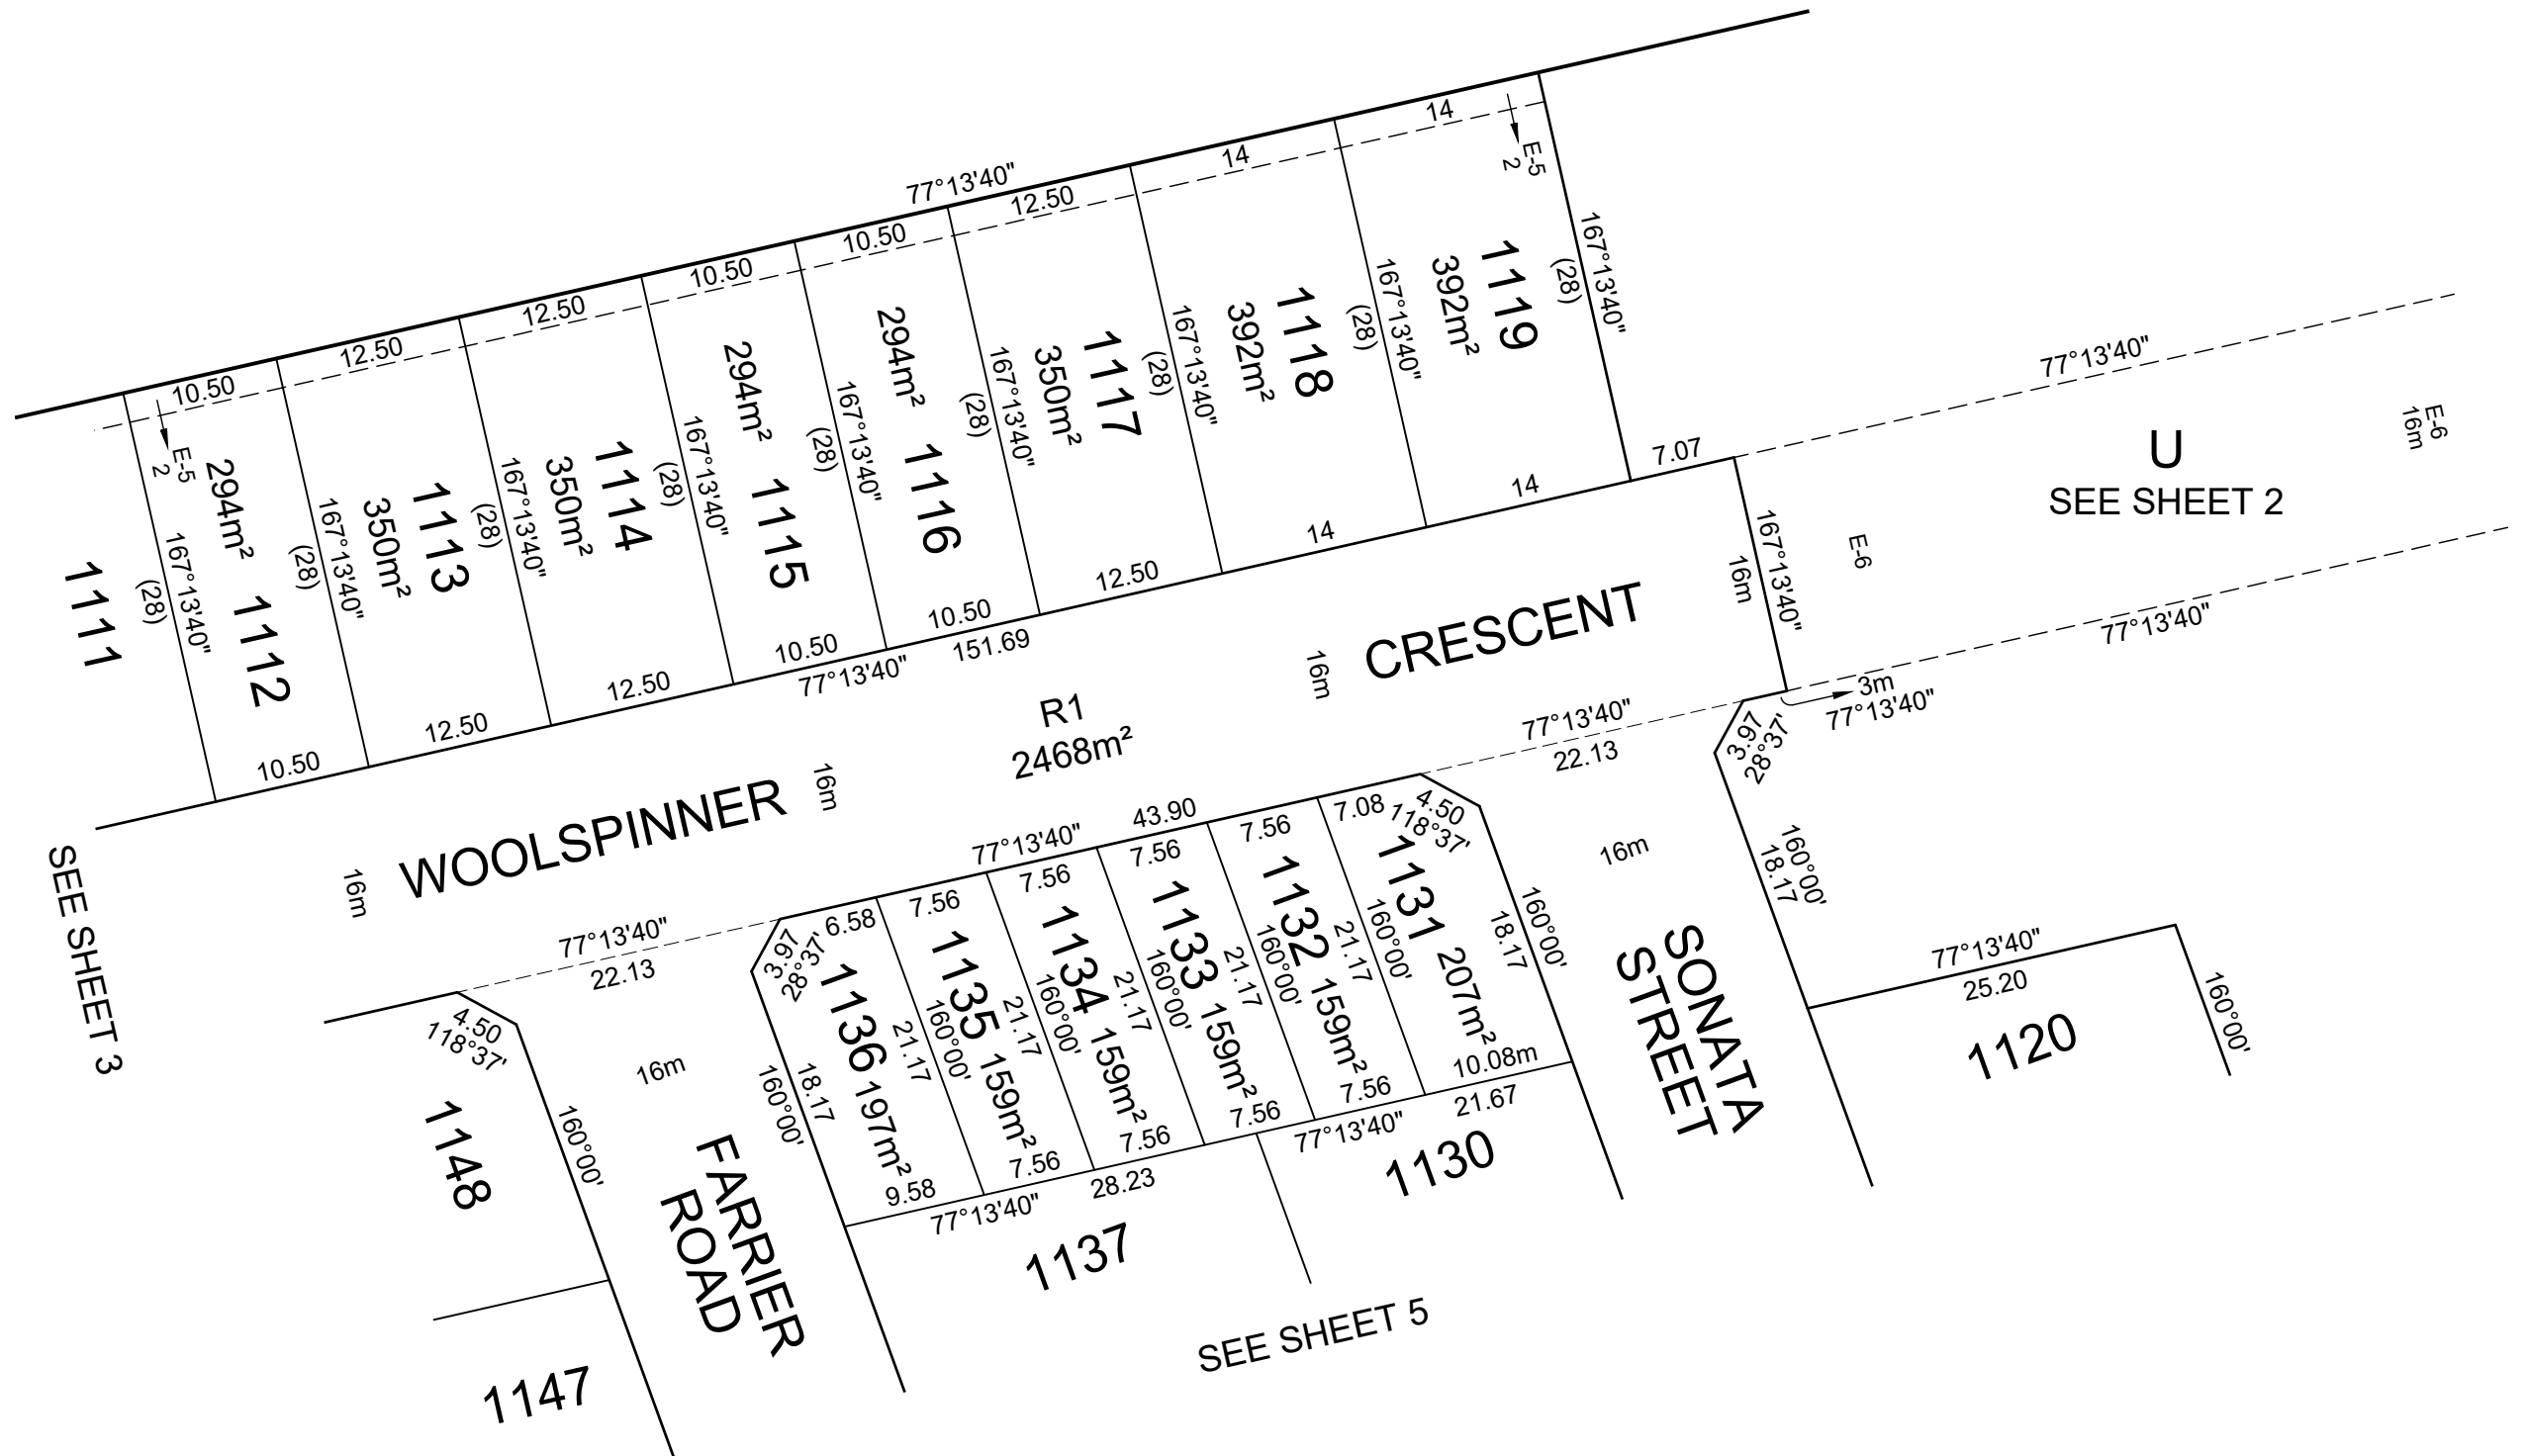 77°13'40"
10.50
12.50
12.50
10.50
10.50
12.50
14
14
E-5
2
E-5
2
1111
(28)
167°13'40"
294m²
1112
(28)
167°13'40"
350m²
1113
(28)
167°13'40"
350m²
1114
(28)
167°13'40"
294m²
1115
(28)
167°13'40"
294m²
1116
(28)
167°13'40"
350m²
1117
(28)
167°13'40"
392m²
1118
(28)
167°13'40"
392m²
1119
(28)
167°13'40"
10.50
12.50
12.50
10.50
10.50
12.50
14
14
7.07
77°13'40"
151.69
77°13'40"
U
SEE SHEET 2
E-6
16m
E-6
167°13'40"
16m
77°13'40"
3m
77°13'40"
SEE SHEET 3
16m
WOOLSPINNER
16m
R1
2468m²
16m
CRESCENT
77°13'40"
22.13
77°13'40"
43.90
77°13'40"
22.13
4.50
118°37'
1148
160°00'
1147
16m
FARRIER
ROAD
3.97
28°37'
160°00'
18.17
6.58
1136
197m²
9.58
21.17
160°00'
7.56
1135
159m²
7.56
21.17
160°00'
7.56
1134
159m²
7.56
21.17
160°00'
7.56
1133
159m²
7.56
21.17
160°00'
7.56
1132
159m²
7.56
21.17
160°00'
7.08
4.50
118°37'
1131
207m²
10.08m
18.17
160°00'
77°13'40"
28.23
77°13'40"
21.67
1137
1130
SEE SHEET 5
16m
SONATA
STREET
3.97
28°37'
160°00'
18.17
77°13'40"
25.20
1120
160°00'